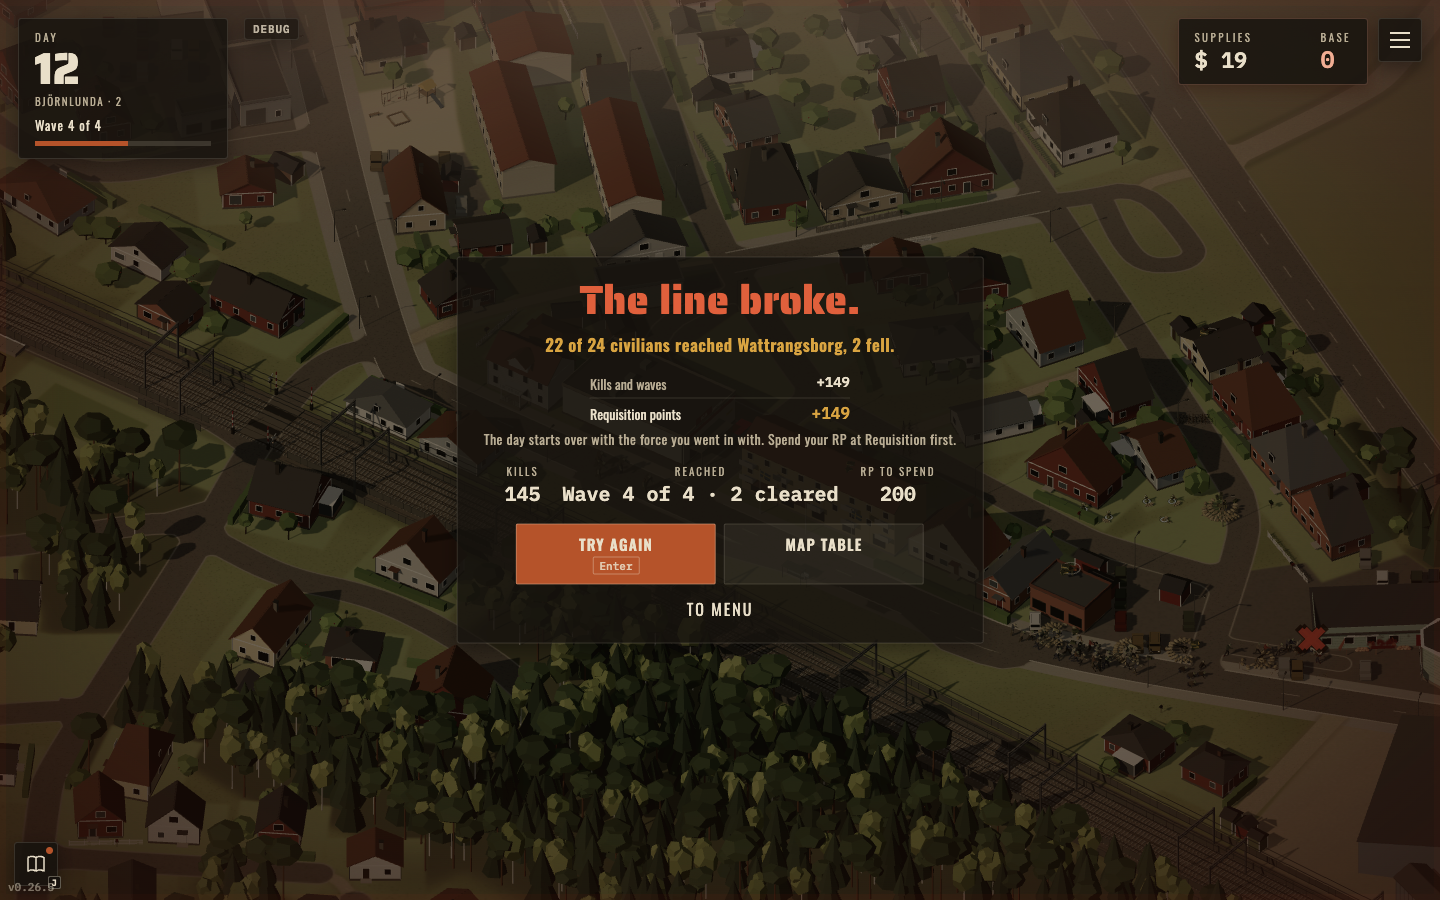 DAY
12
BJÖRNLUNDA · 2
Wave 4 of 4
DEBUG
SUPPLIES
$ 19
BASE
0
The line broke.
22 of 24 civilians reached Wattrangsborg, 2 fell.
Kills and waves +149
Requisition points +149
The day starts over with the force you went in with. Spend your RP at Requisition first.
KILLS
145
REACHED
Wave 4 of 4 · 2 cleared
RP TO SPEND
200
TRY AGAIN
Enter
MAP TABLE
TO MENU
J